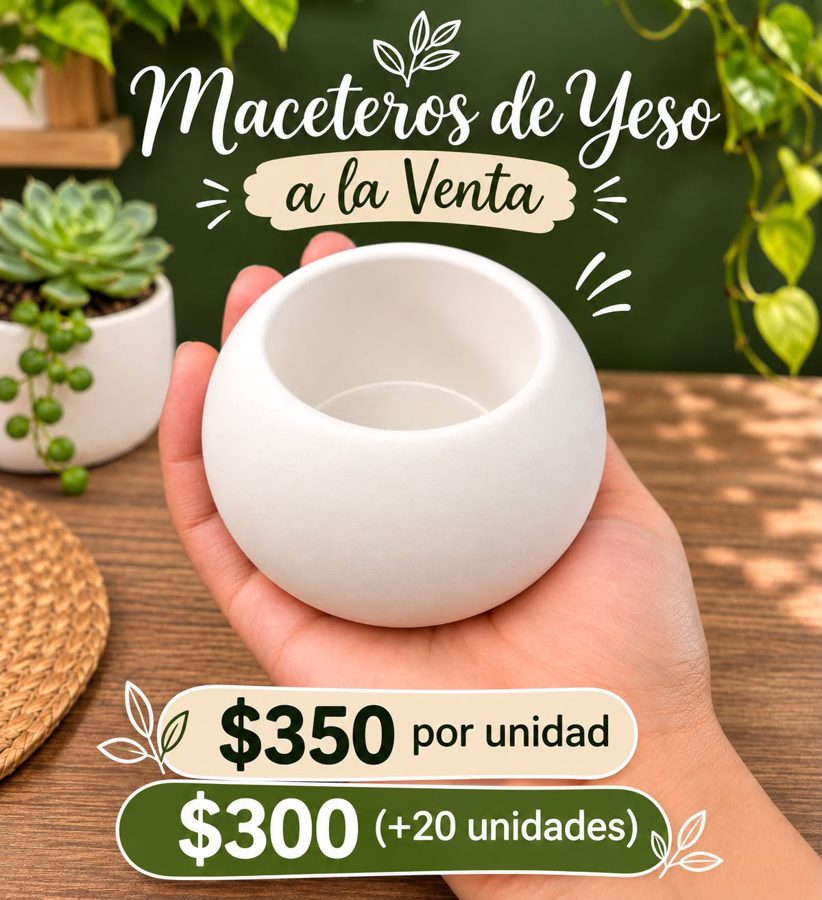 Maceteros de Yeso
a la Venta
$350 por unidad
$300 (+20 unidades)